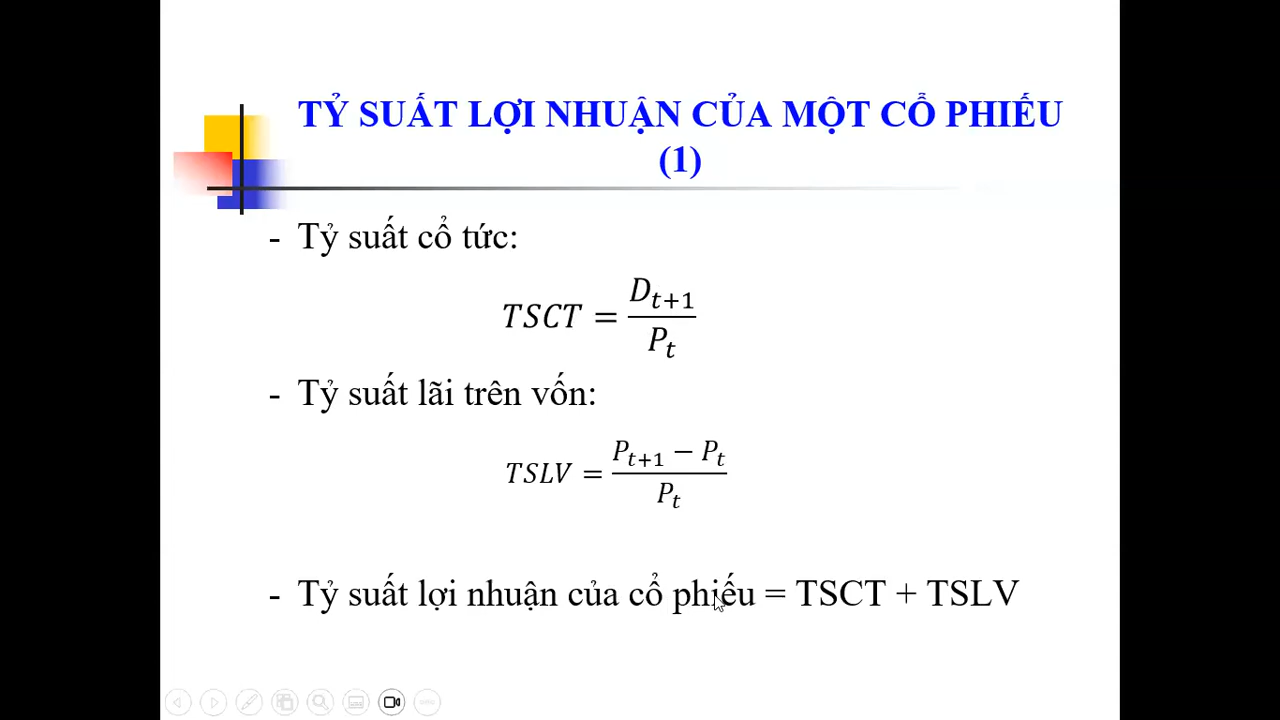 TỶ SUẤT LỢI NHUẬN CỦA MỘT CỔ PHIẾU
(1)
- Tỷ suất cổ tức:
TSCT = D_{t+1} / P_t
- Tỷ suất lãi trên vốn:
TSLV = (P_{t+1} − P_t) / P_t
- Tỷ suất lợi nhuận của cổ phiếu = TSCT + TSLV